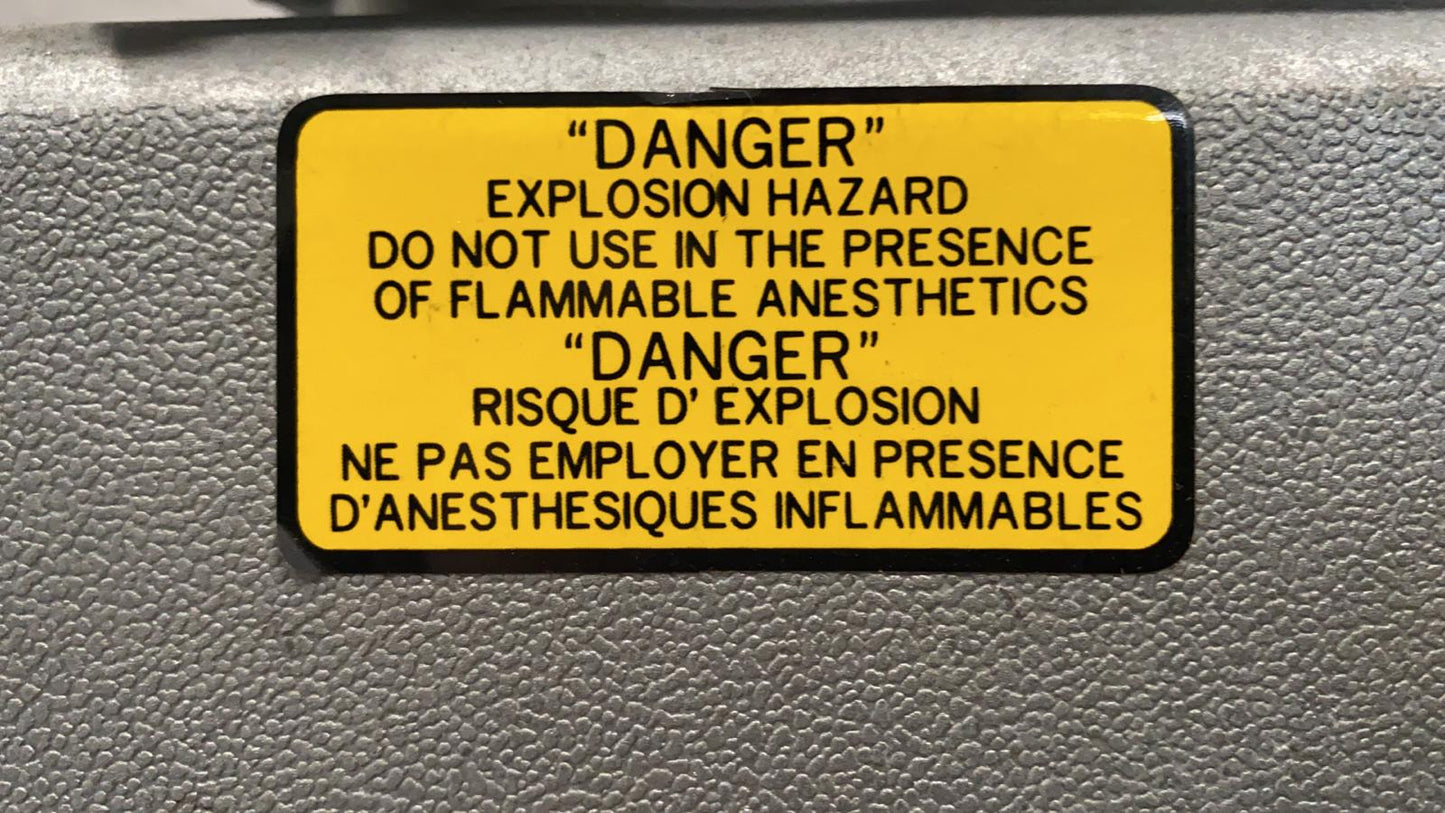 “DANGER”
EXPLOSION HAZARD
DO NOT USE IN THE PRESENCE
OF FLAMMABLE ANESTHETICS
“DANGER”
RISQUE D' EXPLOSION
NE PAS EMPLOYER EN PRESENCE
D'ANESTHESIQUES INFLAMMABLES